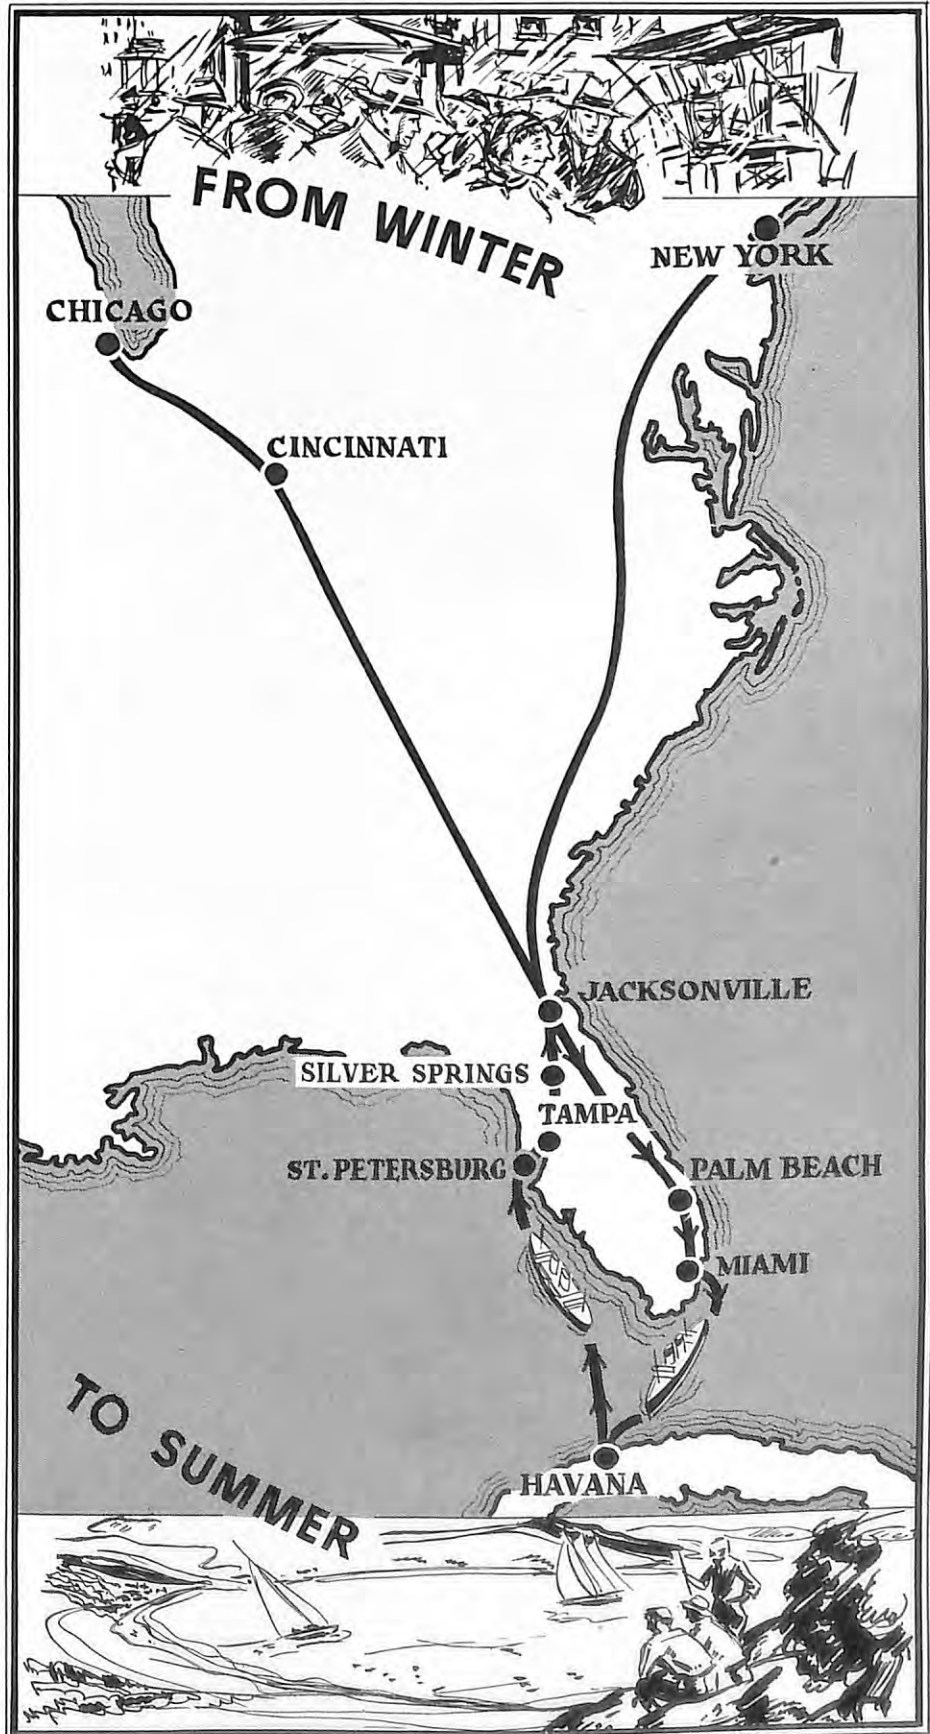 FROM WINTER
NEW YORK
CHICAGO
CINCINNATI
JACKSONVILLE
SILVER SPRINGS
TAMPA
ST. PETERSBURG
PALM BEACH
MIAMI
TO SUMMER
HAVANA